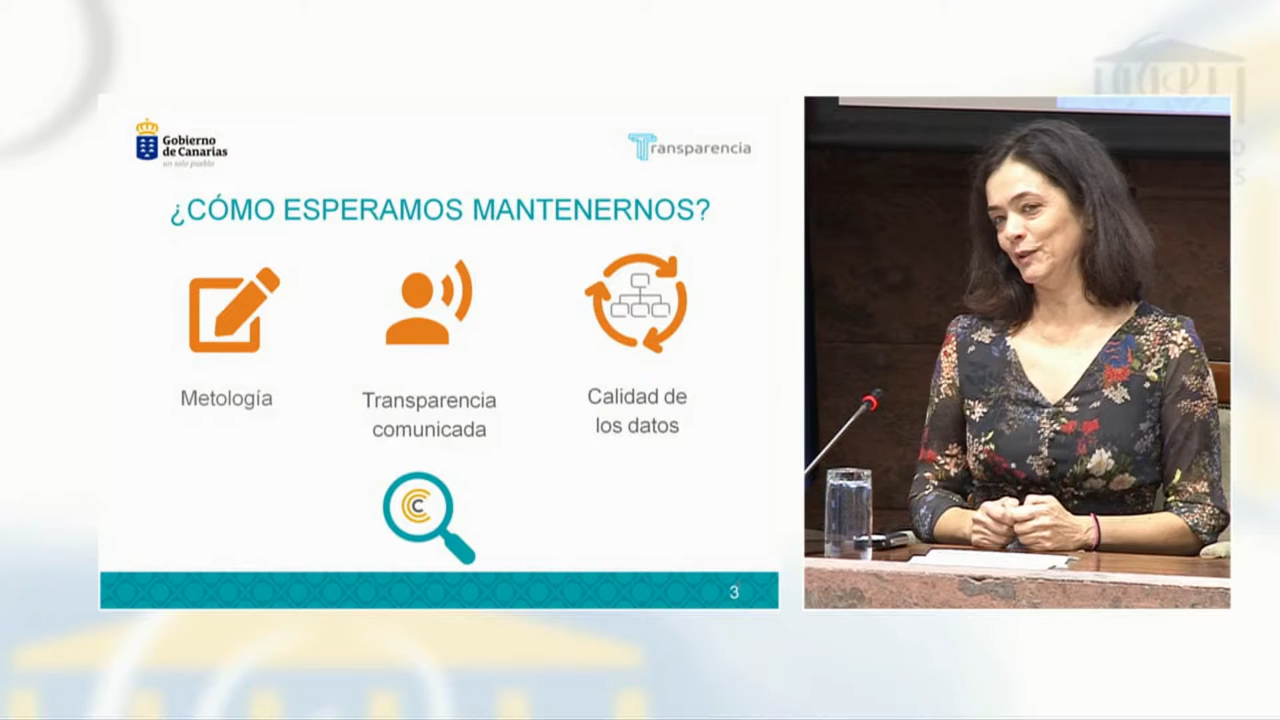 Gobierno
de Canarias
un solo pueblo
Transparencia
¿CÓMO ESPERAMOS MANTENERNOS?
Metología
Transparencia
comunicada
Calidad de
los datos
3